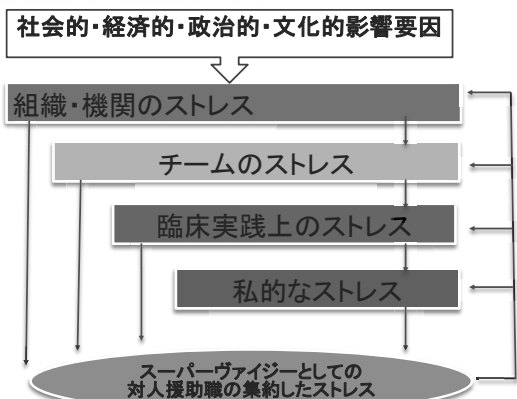 社会的・経済的・政治的・文化的影響要因
組織・機関のストレス
チームのストレス
臨床実践上のストレス
私的なストレス
スーパーヴァイジーとしての
対人援助職の集約したストレス